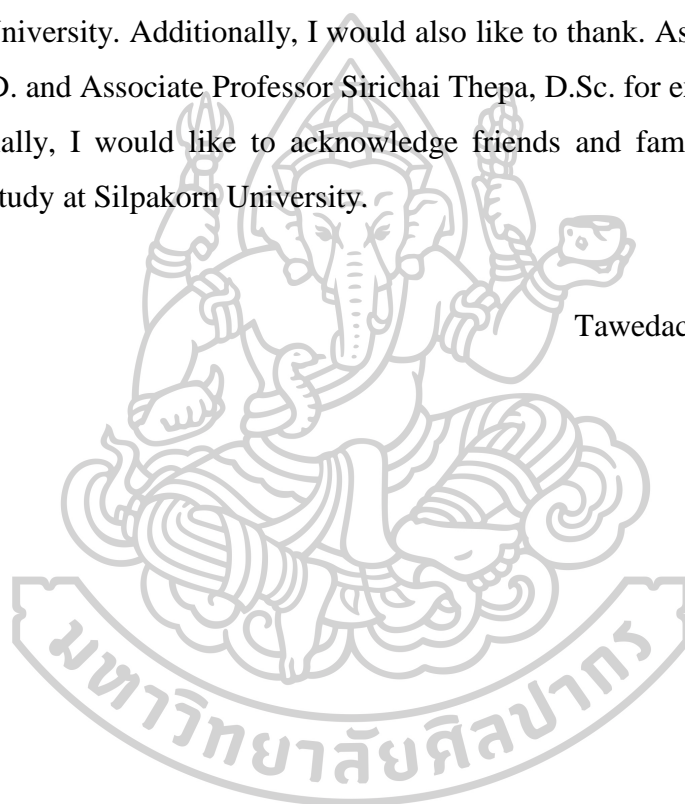 University. Additionally, I would also like to thank. As
D. and Associate Professor Sirichai Thepa, D.Sc. for
ally, I would like to acknowledge friends and fam
tudy at Silpakorn University.
Tawedac
มหาวิทยาลัยศิลปากร